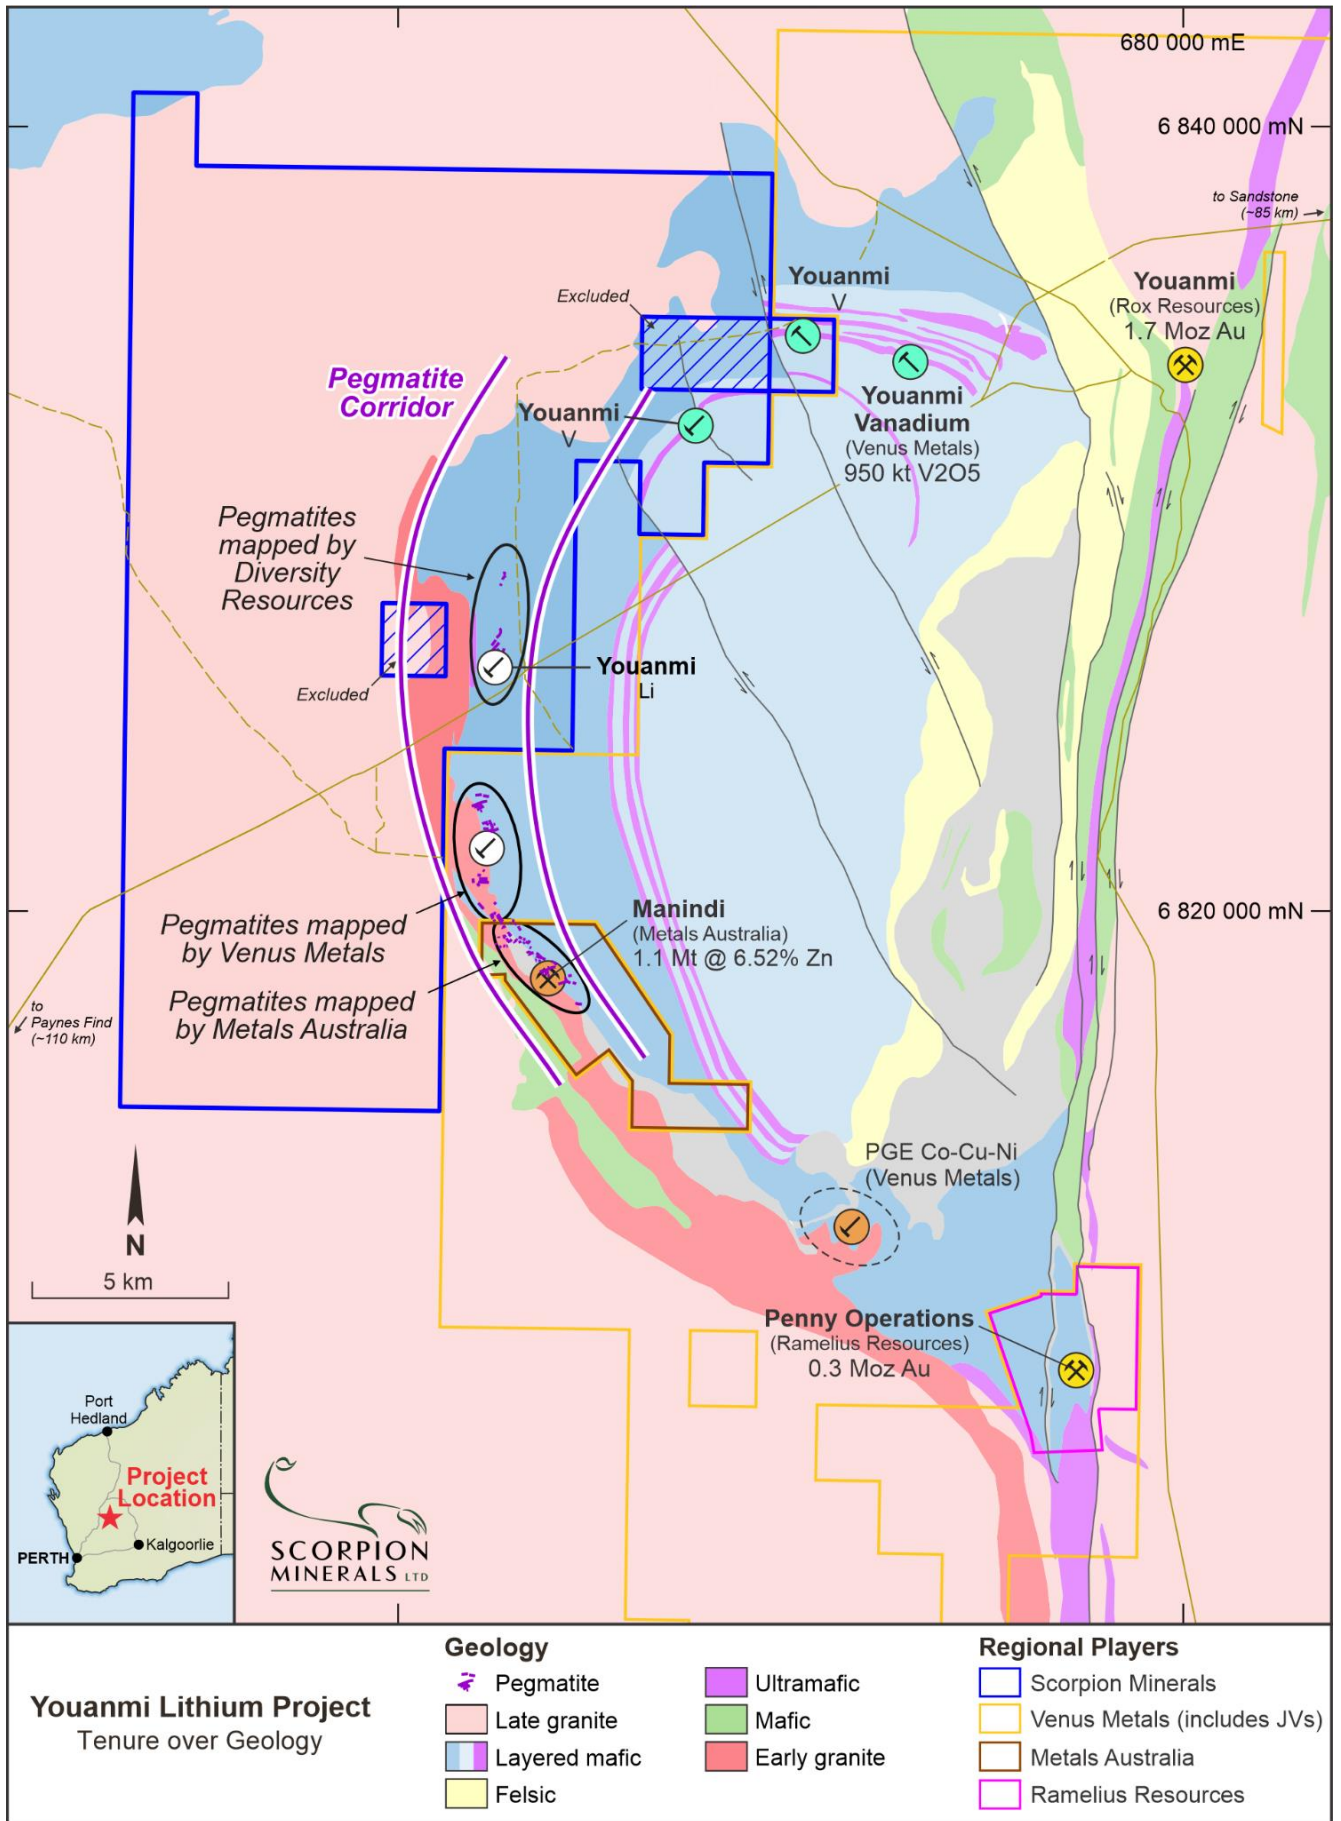 680 000 mE
6 840 000 mN
to Sandstone
(~85 km)
Youanmi
V
Youanmi
(Rox Resources)
1.7 Moz Au
Excluded
Pegmatite
Corridor
Youanmi
V
Youanmi
Vanadium
(Venus Metals)
950 kt V2O5
Pegmatites
mapped by
Diversity
Resources
Youanmi
Li
Excluded
Manindi
(Metals Australia)
1.1 Mt @ 6.52% Zn
6 820 000 mN
Pegmatites mapped
by Venus Metals
Pegmatites mapped
by Metals Australia
to
Paynes Find
(~110 km)
PGE Co-Cu-Ni
(Venus Metals)
N
5 km
Penny Operations
(Ramelius Resources)
0.3 Moz Au
Port
Hedland
Project
Location
Kalgoorlie
PERTH
SCORPION
MINERALS LTD
Youanmi Lithium Project
Tenure over Geology
Geology
Pegmatite
Late granite
Layered mafic
Felsic
Ultramafic
Mafic
Early granite
Regional Players
Scorpion Minerals
Venus Metals (includes JVs)
Metals Australia
Ramelius Resources